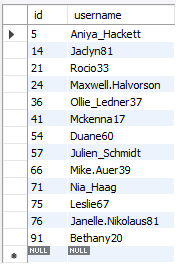 id username
5 Aniya_Hackett
14 Jaclyn81
21 Rocio33
24 Maxwell.Halvorson
36 Ollie_Ledner37
41 Mckenna17
54 Duane60
57 Julien_Schmidt
66 Mike.Auer39
71 Nia_Haag
75 Leslie67
76 Janelle.Nikolaus81
91 Bethany20
NULL NULL